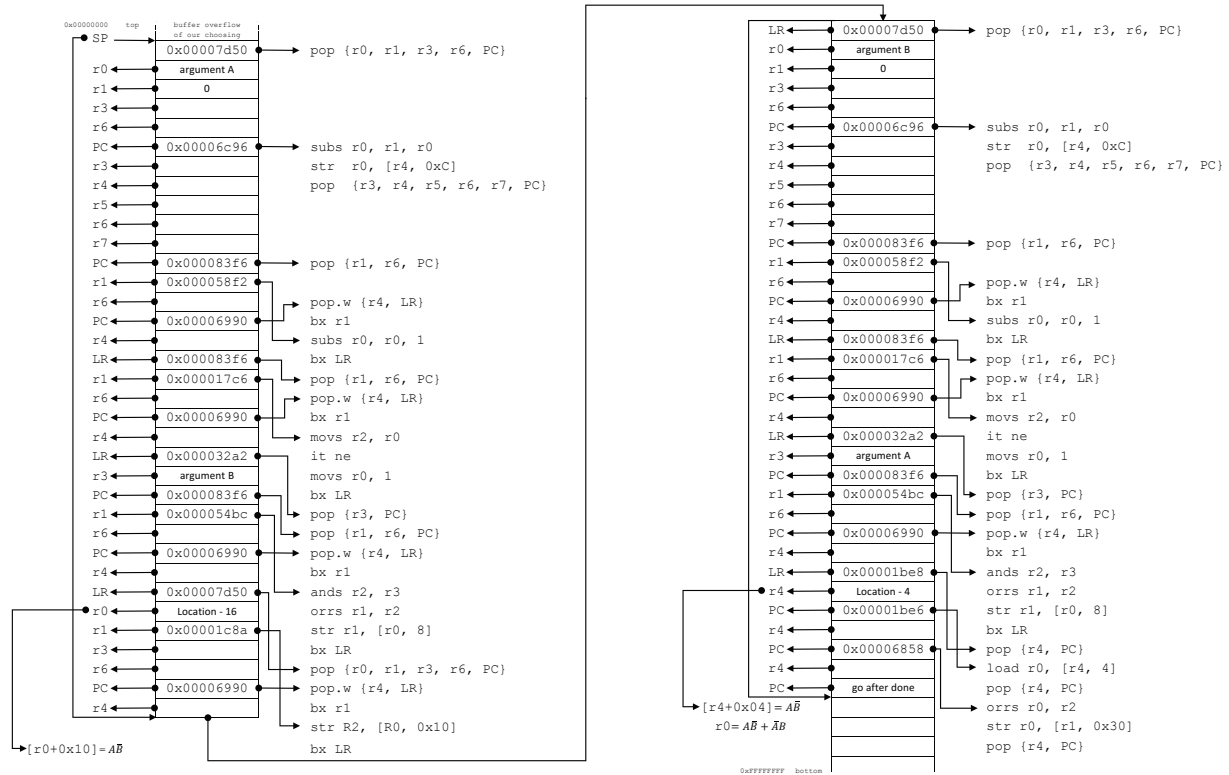 0x00000000 top buffer overflow
of our choosing
SP 0x00007d50 pop {r0, r1, r3, r6, PC}
r0 argument A
r1 0
r3
r6
PC 0x00006c96 subs r0, r1, r0
r3 str r0, [r4, 0xC]
r4 pop {r3, r4, r5, r6, r7, PC}
r5
r6
r7
PC 0x000083f6 pop {r1, r6, PC}
r1 0x000058f2
r6 pop.w {r4, LR}
PC 0x00006990 bx r1
r4 subs r0, r0, 1
LR 0x000083f6 bx LR
r1 0x000017c6 pop {r1, r6, PC}
r6 pop.w {r4, LR}
PC 0x00006990 bx r1
r4 movs r2, r0
LR 0x000032a2 it ne
r3 argument B movs r0, 1
PC 0x000083f6 bx LR
r1 0x000054bc pop {r3, PC}
r6 pop {r1, r6, PC}
PC 0x00006990 pop.w {r4, LR}
r4 bx r1
LR 0x00007d50 ands r2, r3
r0 Location - 16 orrs r1, r2
r1 0x00001c8a str r1, [r0, 8]
r3 bx LR
r6 pop {r0, r1, r3, r6, PC}
PC 0x00006990 pop.w {r4, LR}
r4 bx r1
str R2, [R0, 0x10]
[r0+0x10]=AB̅ bx LR
LR 0x00007d50 pop {r0, r1, r3, r6, PC}
r0 argument B
r1 0
r3
r6
PC 0x00006c96 subs r0, r1, r0
r3 str r0, [r4, 0xC]
r4 pop {r3, r4, r5, r6, r7, PC}
r5
r6
r7
PC 0x000083f6 pop {r1, r6, PC}
r1 0x000058f2
r6 pop.w {r4, LR}
PC 0x00006990 bx r1
r4 subs r0, r0, 1
LR 0x000083f6 bx LR
r1 0x000017c6 pop {r1, r6, PC}
r6 pop.w {r4, LR}
PC 0x00006990 bx r1
r4 movs r2, r0
LR 0x000032a2 it ne
r3 argument A movs r0, 1
PC 0x000083f6 bx LR
r1 0x000054bc pop {r3, PC}
r6 pop {r1, r6, PC}
PC 0x00006990 pop.w {r4, LR}
r4 bx r1
LR 0x00001be8 ands r2, r3
r4 Location - 4 orrs r1, r2
PC 0x00001be6 str r1, [r0, 8]
r4 bx LR
PC 0x00006858 pop {r4, PC}
r4 load r0, [r4, 4]
PC go after done pop {r4, PC}
[r4+0x04]=AB̅ orrs r0, r2
r0=AB̅ + A̅B str r0, [r1, 0x30]
pop {r4, PC}
0xFFFFFFFF bottom